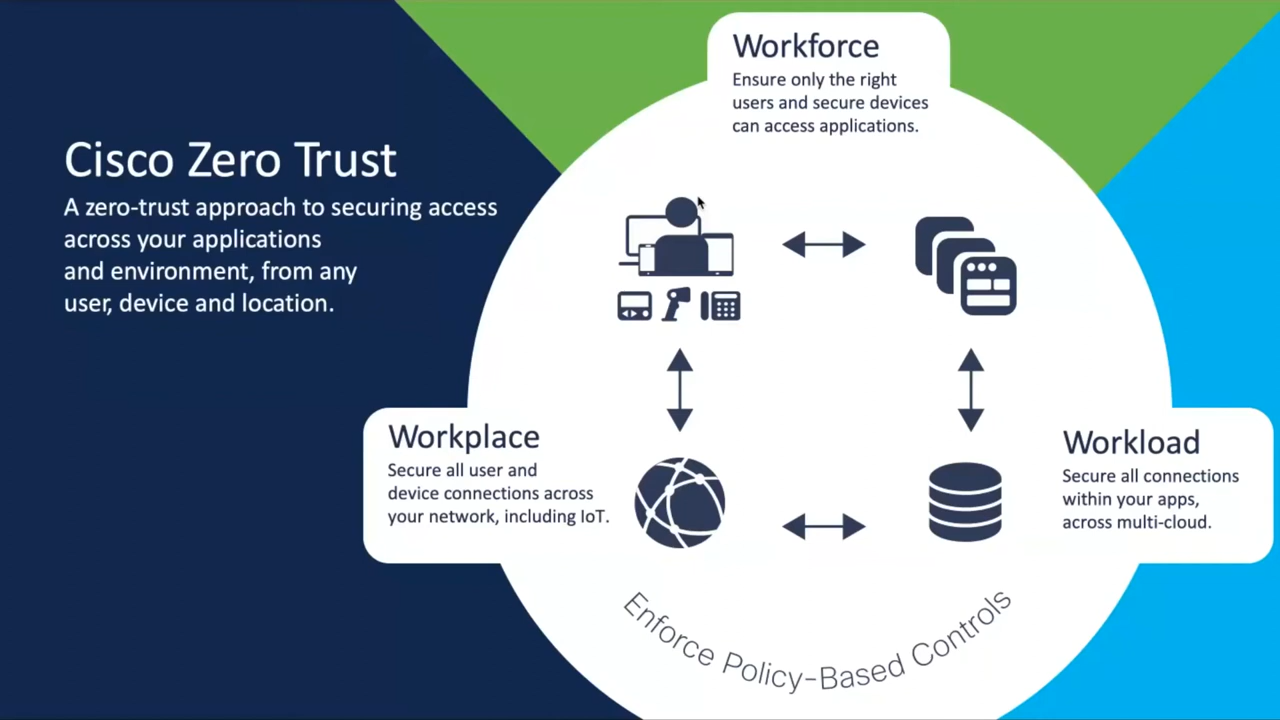 Workforce
Ensure only the right
users and secure devices
can access applications.
Cisco Zero Trust
A zero-trust approach to securing access
across your applications
and environment, from any
user, device and location.
Workplace
Secure all user and
device connections across
your network, including IoT.
Workload
Secure all connections
within your apps,
across multi-cloud.
Enforce Policy-Based Controls